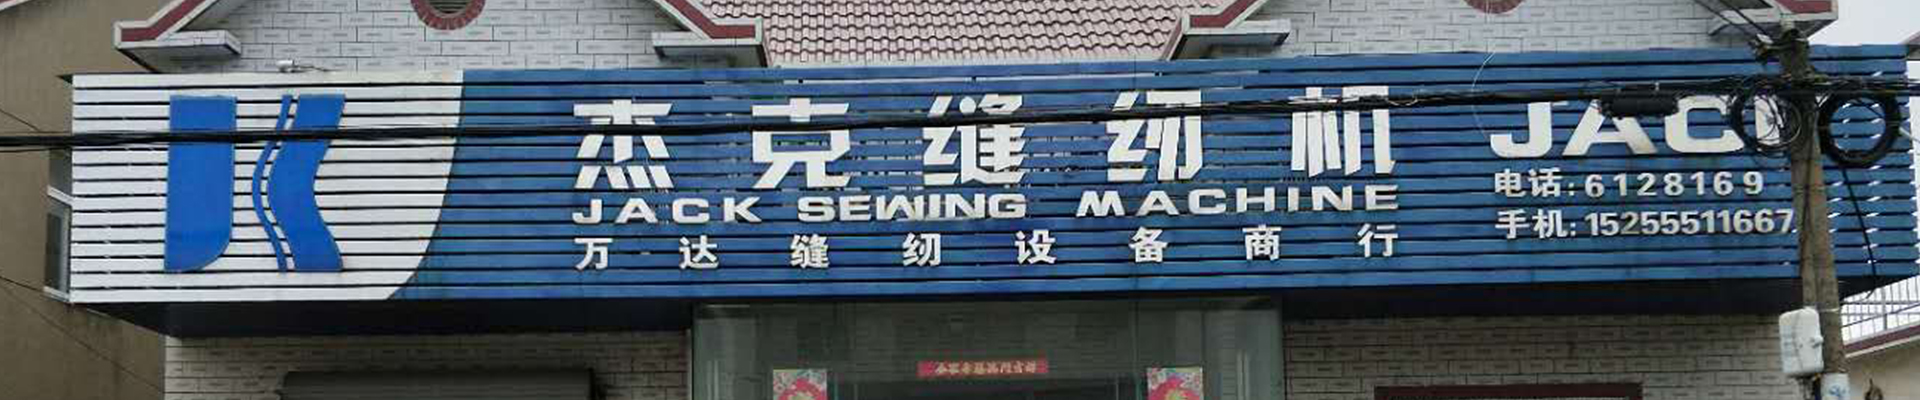 杰克缝纫机
JACK SEWING MACHINE
万达缝纫设备商行
JAC
电话:6128169
手机:15255511667